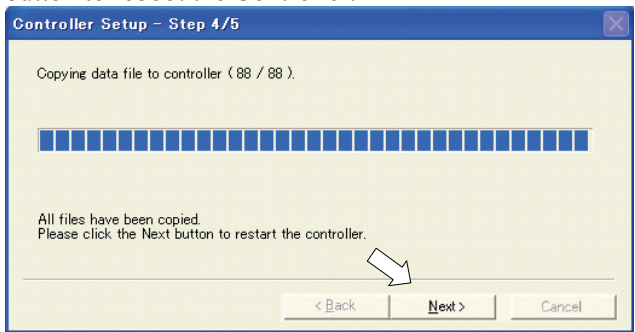 Controller Setup - Step 4/5
Copying data file to controller ( 88 / 88 ).
All files have been copied.
Please click the Next button to restart the controller.
< Back
Next >
Cancel